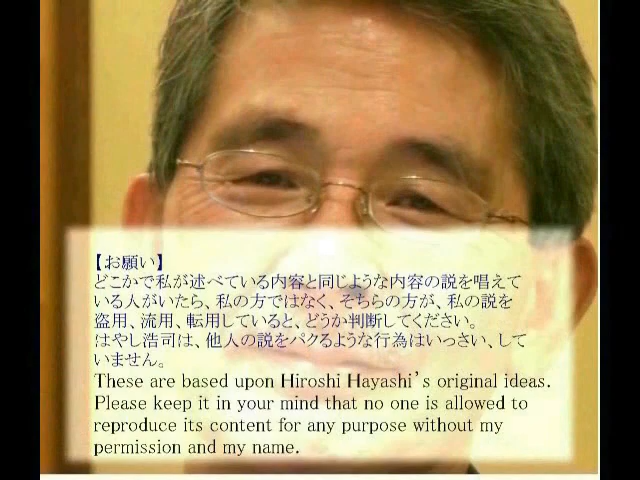 【お願い】
どこかで私が述べている内容と同じような内容の説を唱えて
いる人がいたら、私の方ではなく、そちらの方が、私の説を
盗用、流用、転用していると、どうか判断してください。
はやし浩司は、他人の説をパクるような行為はいっさい、して
いません。
These are based upon Hiroshi Hayashi's original ideas.
Please keep it in your mind that no one is allowed to
reproduce its content for any purpose without my
permission and my name.